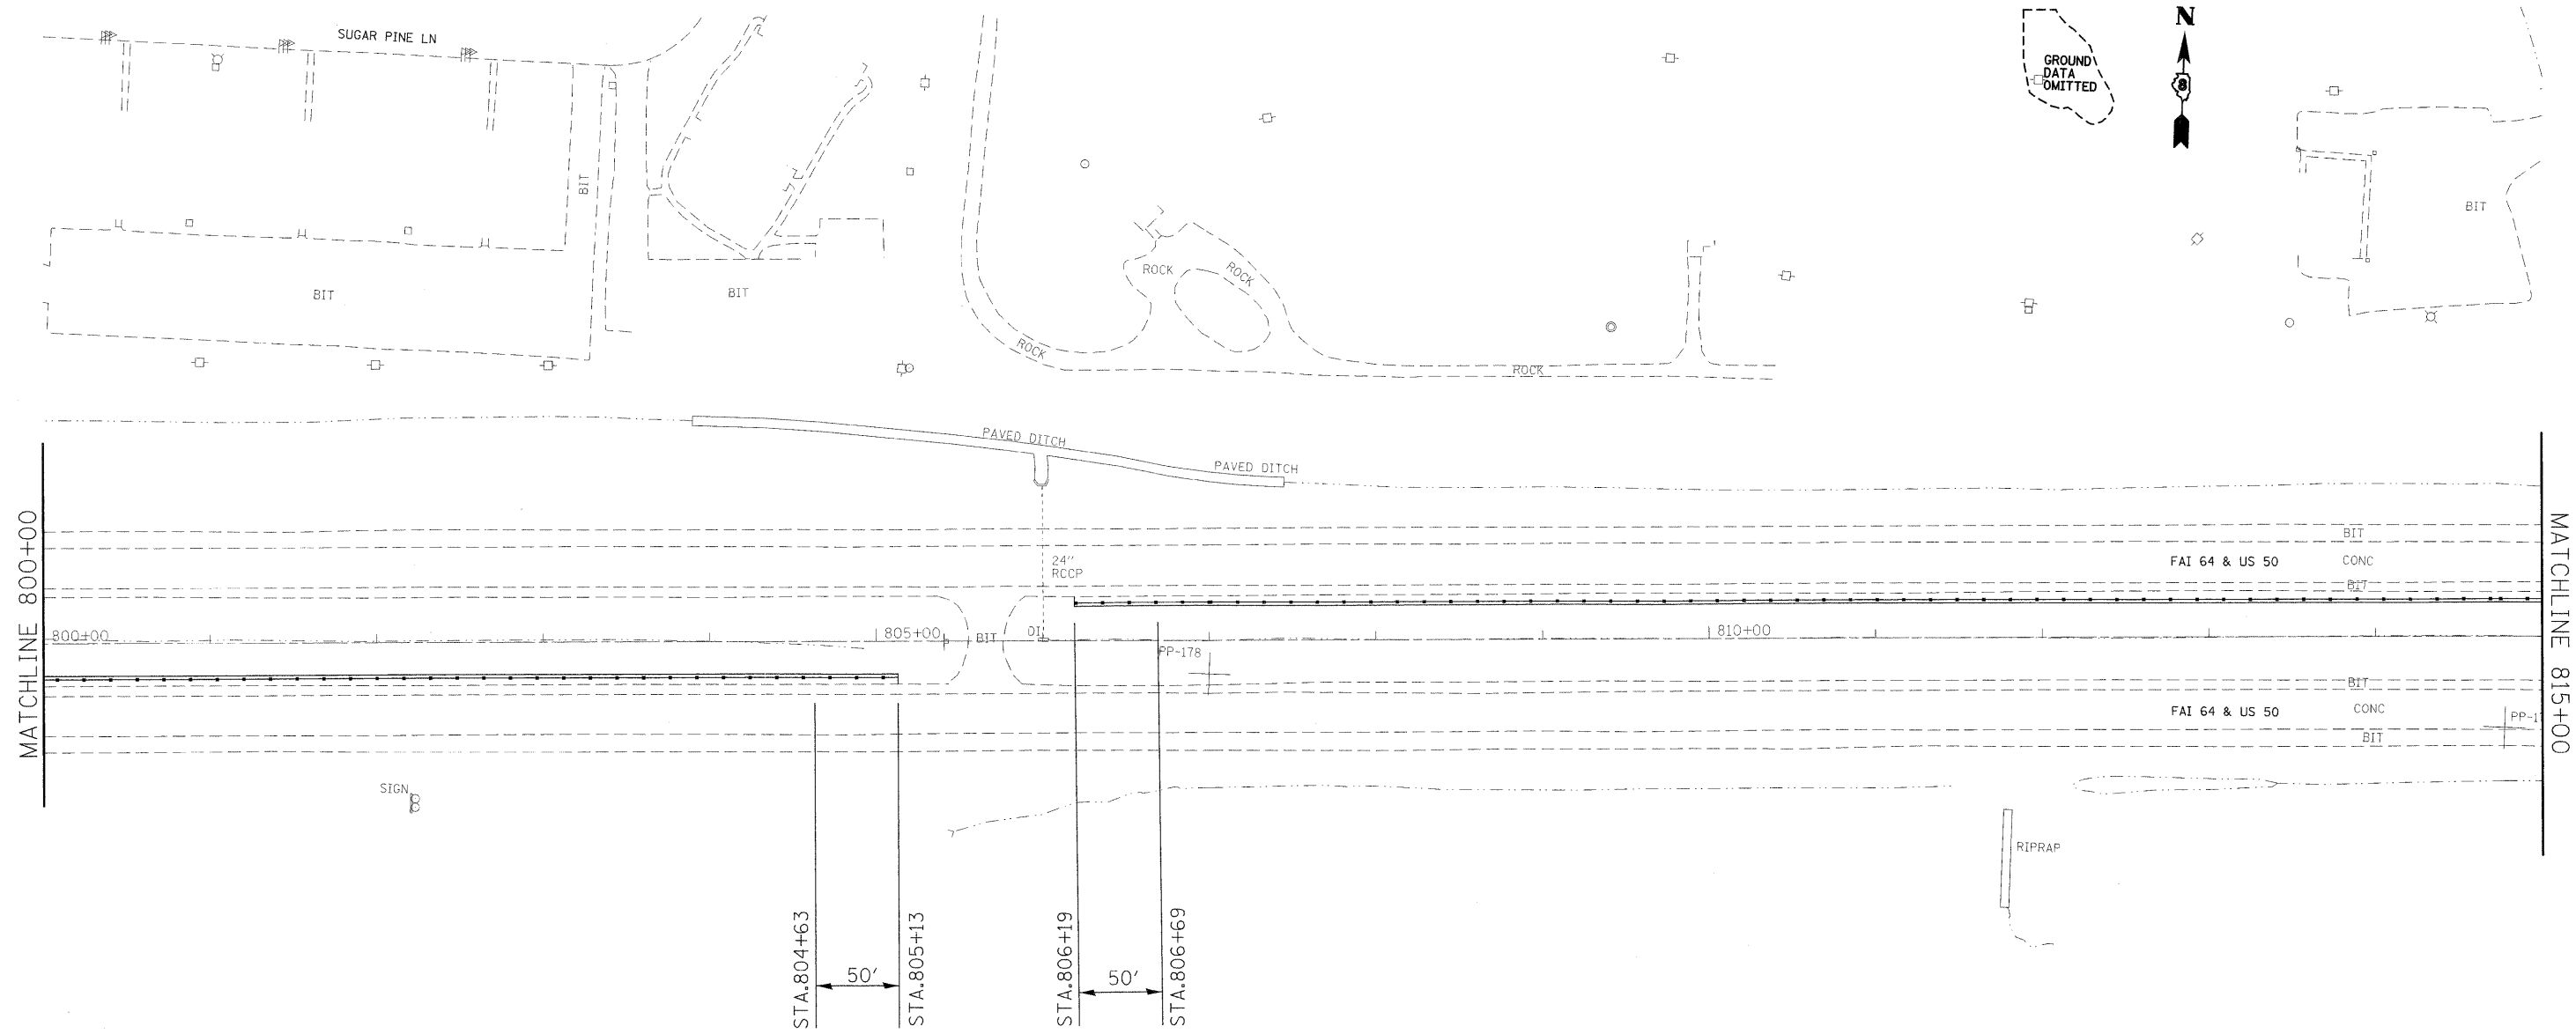 SUGAR PINE LN
N
GROUND
DATA
OMITTED
8
BIT
BIT
BIT
BIT
ROCK
ROCK
ROCK
ROCK
PAVED DITCH
PAVED DITCH
MATCHLINE 800+00
MATCHLINE 815+00
24"
RCCP
BIT
FAI 64 & US 50
CONC
BIT
800+00
805+00
BIT
DI
810+00
PP-178
BIT
FAI 64 & US 50
CONC
PP-1
BIT
SIGN
RIPRAP
STA.804+63
50'
STA.805+13
STA.806+19
50'
STA.806+69